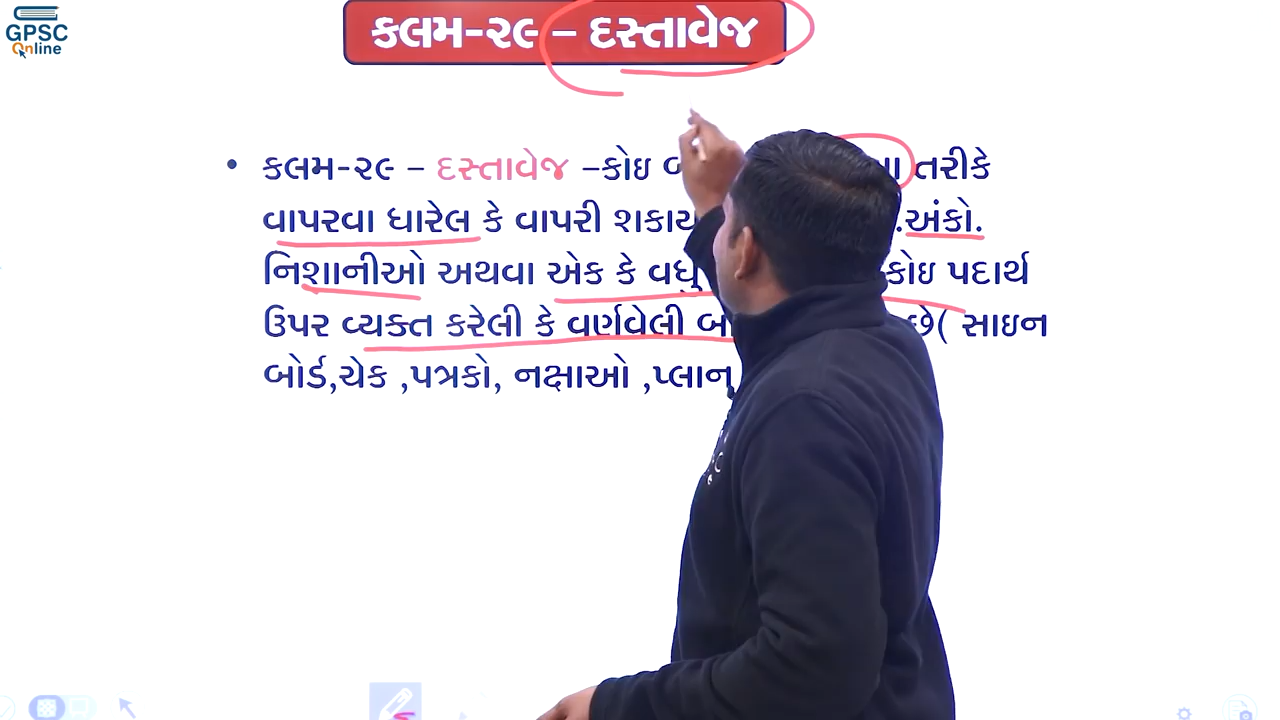 GPSC
Online
કલમ-૨૯ – દસ્તાવેજ
• કલમ-૨૯ – દસ્તાવેજ –કોઇ તરીકે
વાપરવા ધારેલ કે વાપરી શકાય .અંકો.
નિશાનીઓ અથવા એક કે વધુ કોઇ પદાર્થ
ઉપર વ્યક્ત કરેલી કે વર્ણવેલી છે( સાઇન
બોર્ડ,ચેક ,પત્રકો, નક્ષાઓ ,પ્લાન